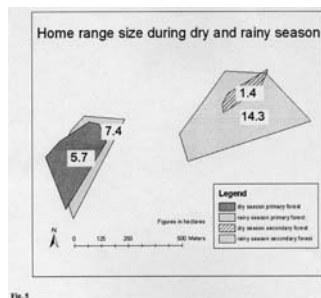 Home range size during dry and rainy season
1.4
14.3
7.4
5.7
Legend
dry season primary forest
rainy season primary forest
dry season secondary forest
rainy season secondary forest
Figures in hectares
N
0 125 250 500 Meters
Fig. 5